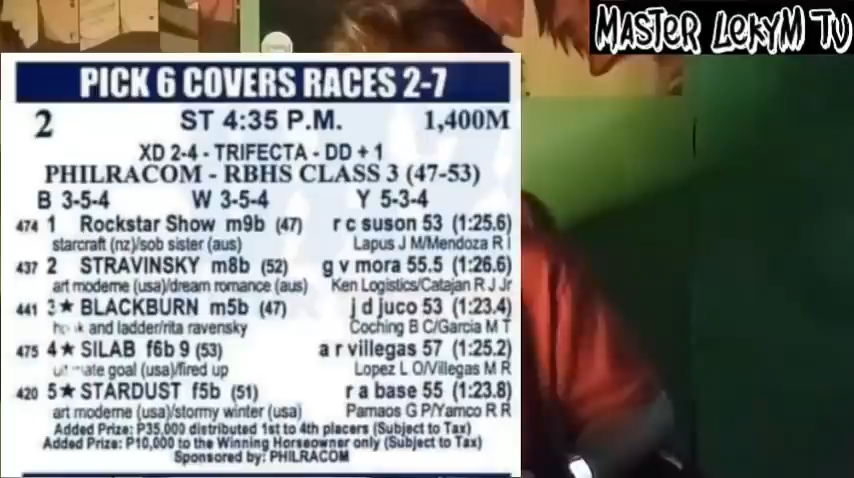 MASTER LEKYM TV
PICK 6 COVERS RACES 2-7
2 ST 4:35 P.M. 1,400M
XD 2-4 - TRIFECTA - DD + 1
PHILRACOM - RBHS CLASS 3 (47-53)
B 3-5-4 W 3-5-4 Y 5-3-4
474 1 Rockstar Show m9b (47) r c suson 53 (1:25.6)
starcraft (nz)/sob sister (aus) Lapus J M/Mendoza R I
437 2 STRAVINSKY m8b (52) g v mora 55.5 (1:26.6)
art moderne (usa)/dream romance (aus) Ken Logistics/Catajan R J Jr
441 3★ BLACKBURN m5b (47) j d juco 53 (1:23.4)
and ladder/rita ravensky Coching B C/Garcia M T
475 4★ SILAB f6b 9 (53) a r villegas 57 (1:25.2)
goal (usa)/fired up Lopez L O/Villegas M R
420 5★ STARDUST f5b (51) r a base 55 (1:23.8)
art moderne (usa)/stormy winter (usa) Pamaos G P/Yamco R R
Added Prize: P35,000 distributed 1st to 4th placers (Subject to Tax)
Added Prize: P10,000 to the Winning Horseowner only (Subject to Tax)
Sponsored by: PHILRACOM